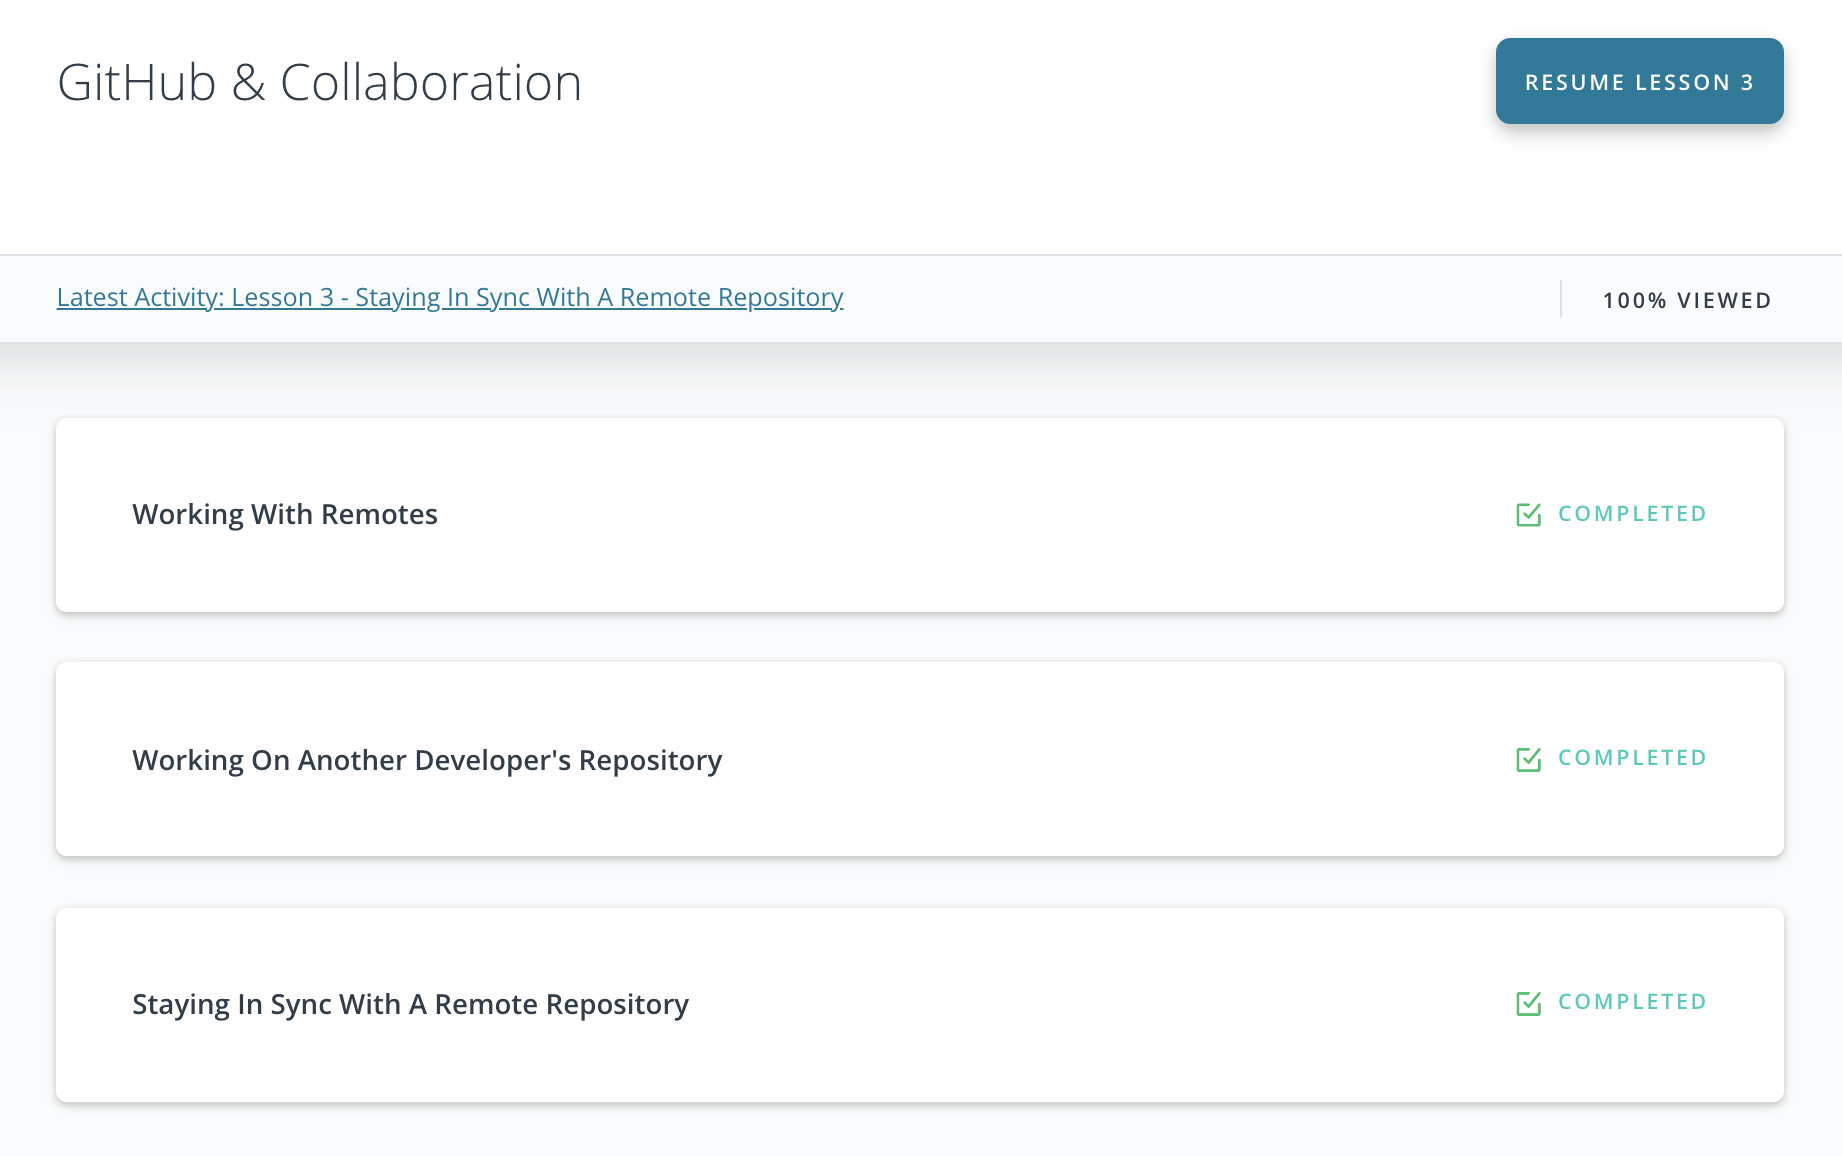 GitHub & Collaboration
RESUME LESSON 3
Latest Activity: Lesson 3 - Staying In Sync With A Remote Repository
100% VIEWED
Working With Remotes
COMPLETED
Working On Another Developer's Repository
COMPLETED
Staying In Sync With A Remote Repository
COMPLETED